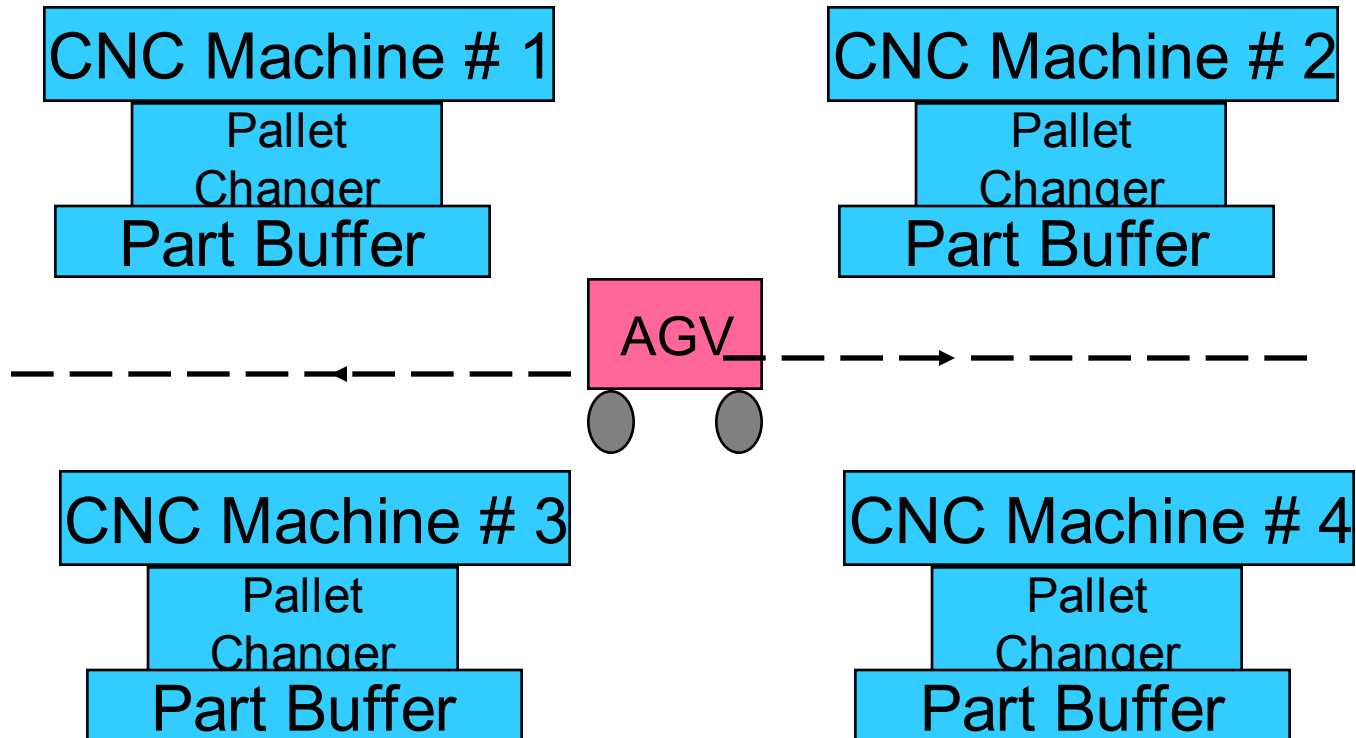 CNC Machine # 1
Pallet
Changer
Part Buffer
CNC Machine # 2
Pallet
Changer
Part Buffer
AGV
CNC Machine # 3
Pallet
Changer
Part Buffer
CNC Machine # 4
Pallet
Changer
Part Buffer